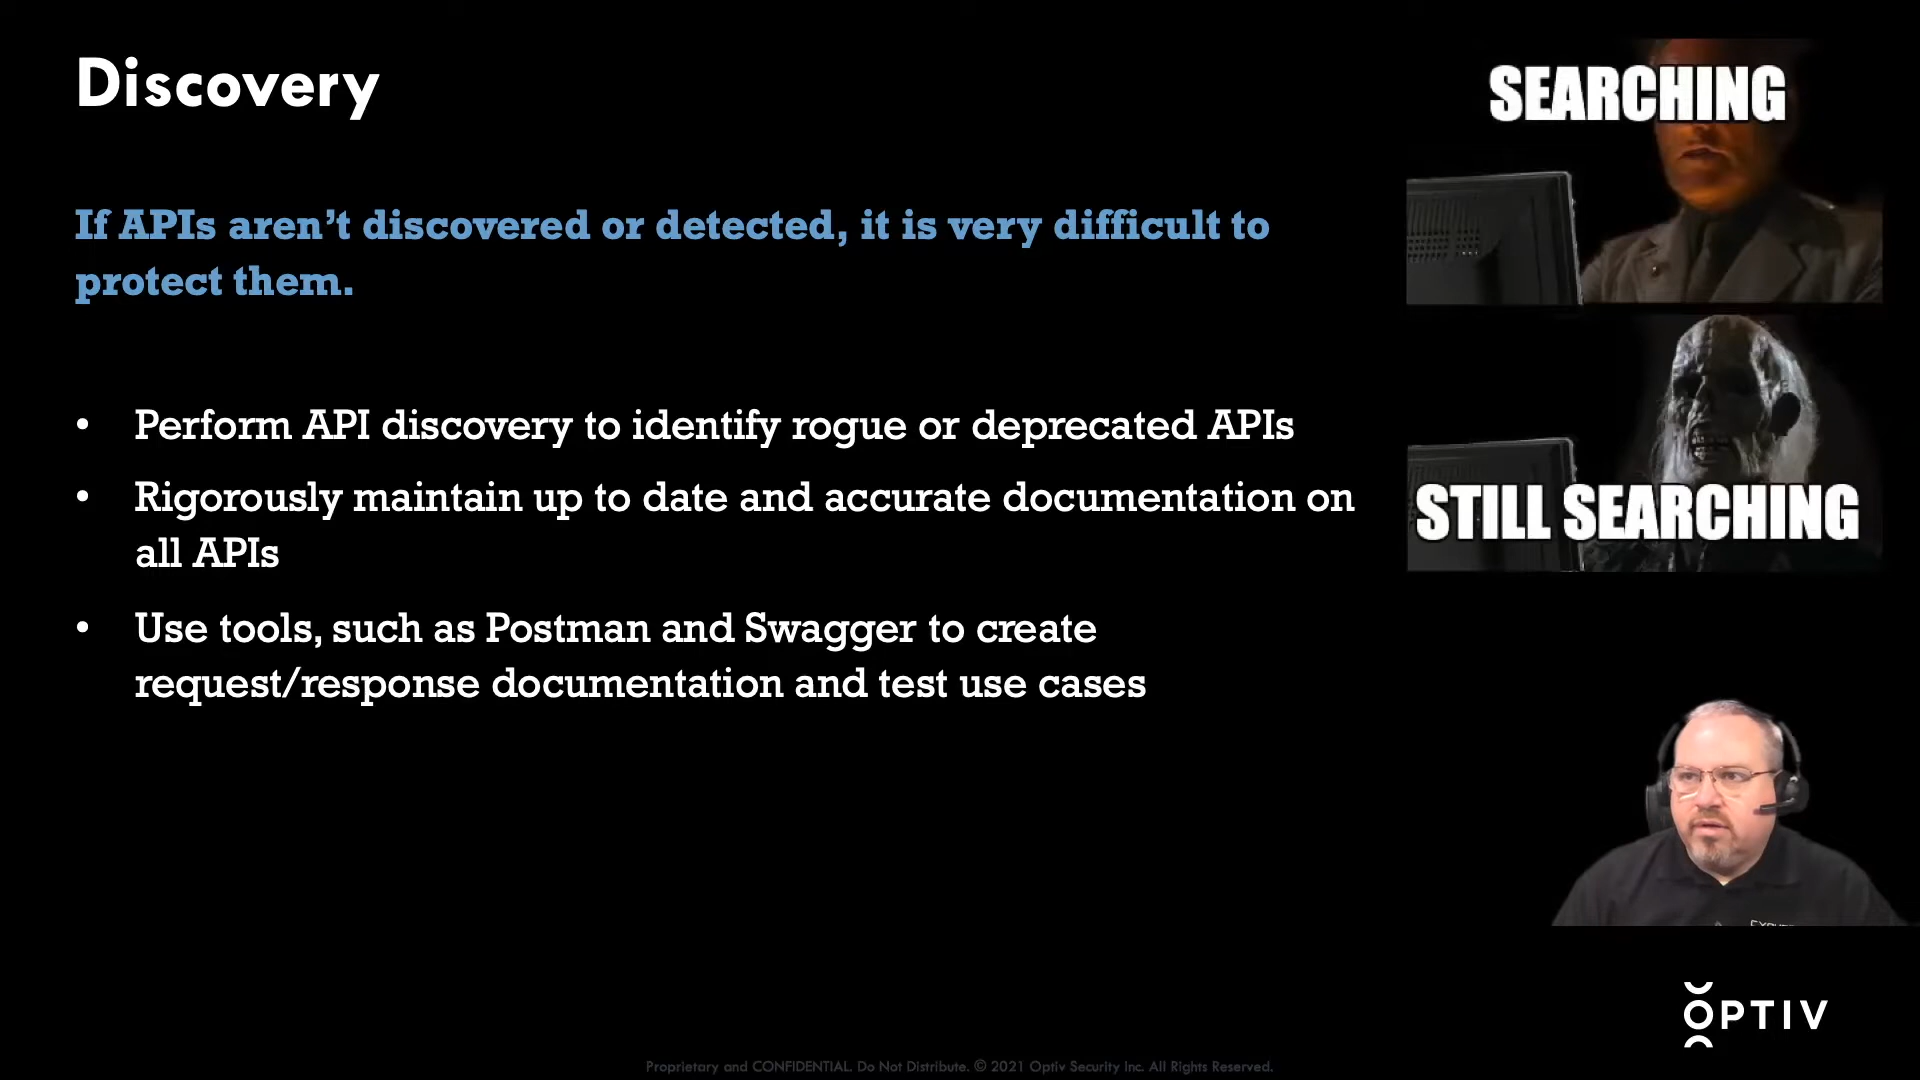 Discovery
If APIs aren’t discovered or detected, it is very difficult to
protect them.
• Perform API discovery to identify rogue or deprecated APIs
• Rigorously maintain up to date and accurate documentation on
all APIs
• Use tools, such as Postman and Swagger to create
request/response documentation and test use cases
SEARCHING
STILL SEARCHING
OPTIV
Proprietary and CONFIDENTIAL. Do Not Distribute. © 2021 Optiv Security Inc. All Rights Reserved.